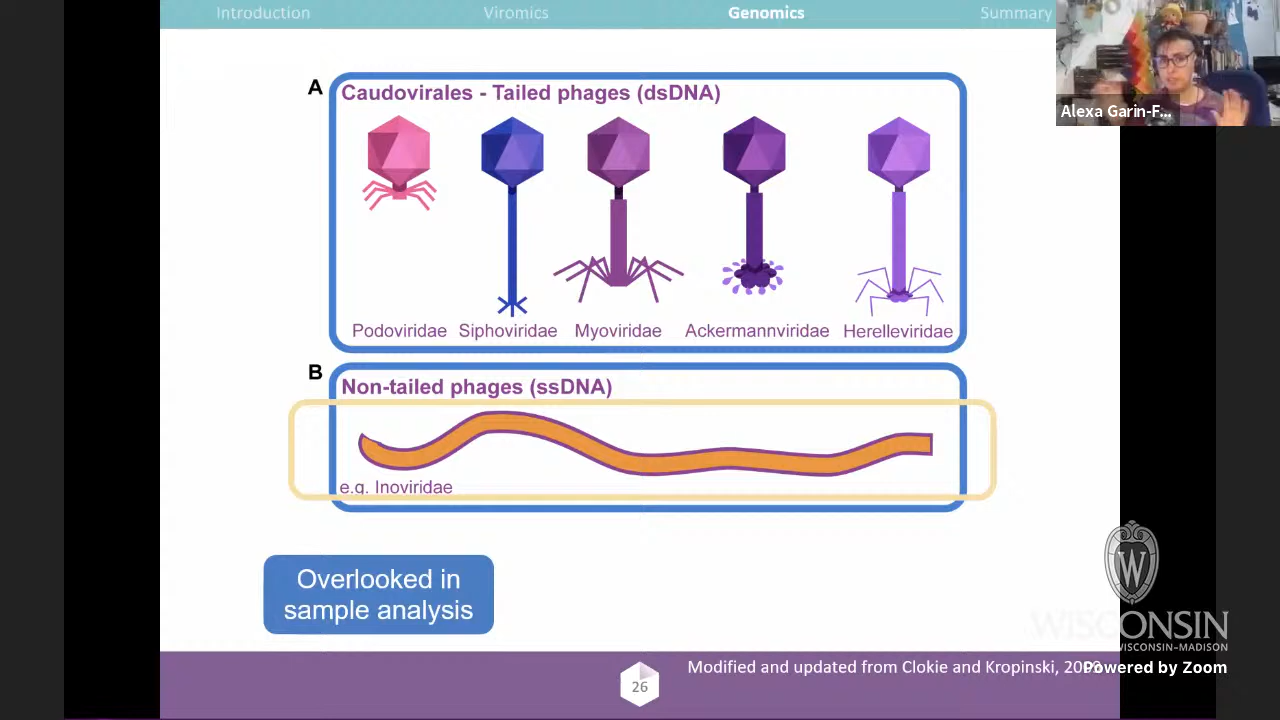 Introduction Viromics Genomics Summary
Alexa Garin-F...
A
Caudovirales - Tailed phages (dsDNA)
Podoviridae Siphoviridae Myoviridae Ackermannviridae Herelleviridae
B
Non-tailed phages (ssDNA)
e.g. Inoviridae
Overlooked in
sample analysis
W
WISCONSIN
WISCONSIN-MADISON
Modified and updated from Clokie and Kropinski,
Powered by Zoom
26